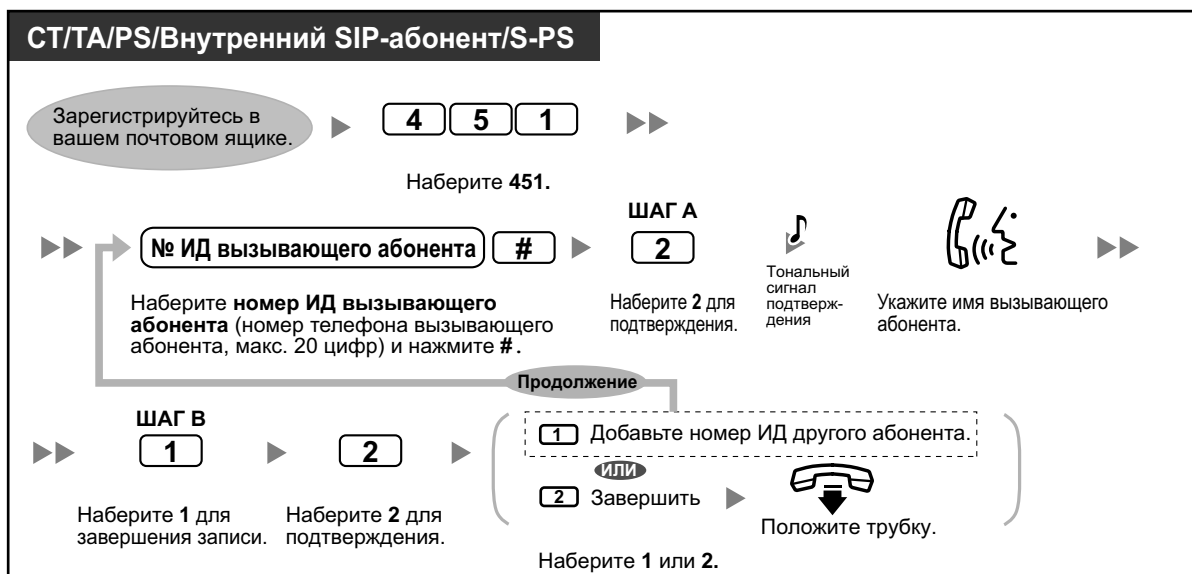 СТ/ТА/PS/Внутренний SIP-абонент/S-PS
Зарегистрируйтесь в
вашем почтовом ящике.
4 5 1
Наберите 451.
№ ИД вызывающего абонента #
Наберите номер ИД вызывающего
абонента (номер телефона вызывающего
абонента, макс. 20 цифр) и нажмите #.
ШАГ А
2
Наберите 2 для
подтверждения.
Тональный
сигнал
подтверж-
дения
Укажите имя вызывающего
абонента.
Продолжение
ШАГ В
1
Наберите 1 для
завершения записи.
2
Наберите 2 для
подтверждения.
1 Добавьте номер ИД другого абонента.
ИЛИ
2 Завершить
Положите трубку.
Наберите 1 или 2.